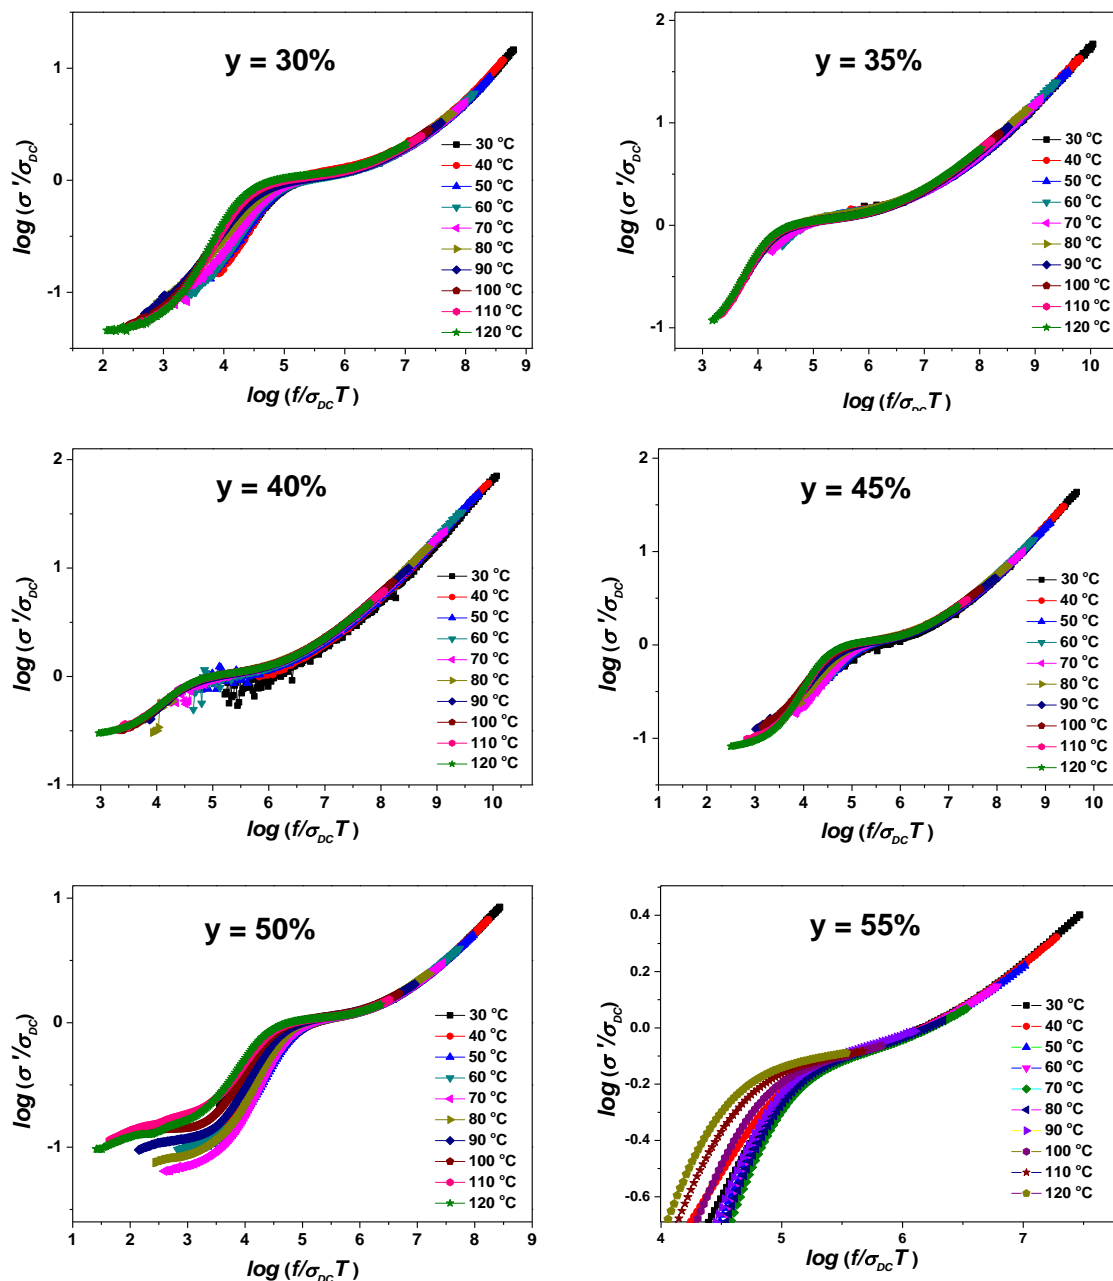 y = 30%
log (σ'/σDC)
1
0
-1
2 3 4 5 6 7 8 9
log (f/σDCT)
30 °C
40 °C
50 °C
60 °C
70 °C
80 °C
90 °C
100 °C
110 °C
120 °C
y = 35%
log (σ'/σDC)
2
1
0
-1
3 4 5 6 7 8 9 10
log (f/σDCT)
30 °C
40 °C
50 °C
60 °C
70 °C
80 °C
90 °C
100 °C
110 °C
120 °C
y = 40%
log (σ'/σDC)
2
1
0
-1
3 4 5 6 7 8 9 10
log (f/σDCT)
30 °C
40 °C
50 °C
60 °C
70 °C
80 °C
90 °C
100 °C
110 °C
120 °C
y = 45%
log (σ'/σDC)
2
1
0
-1
1 2 3 4 5 6 7 8 9 10
log (f/σDCT)
30 °C
40 °C
50 °C
60 °C
70 °C
80 °C
90 °C
100 °C
110 °C
120 °C
y = 50%
log (σ'/σDC)
1
0
-1
1 2 3 4 5 6 7 8 9
log (f/σDCT)
30 °C
40 °C
50 °C
60 °C
70 °C
80 °C
90 °C
100 °C
110 °C
120 °C
y = 55%
log (σ'/σDC)
0.4
0.2
0.0
-0.2
-0.4
-0.6
4 5 6 7
log (f/σDCT)
30 °C
40 °C
50 °C
60 °C
70 °C
80 °C
90 °C
100 °C
110 °C
120 °C